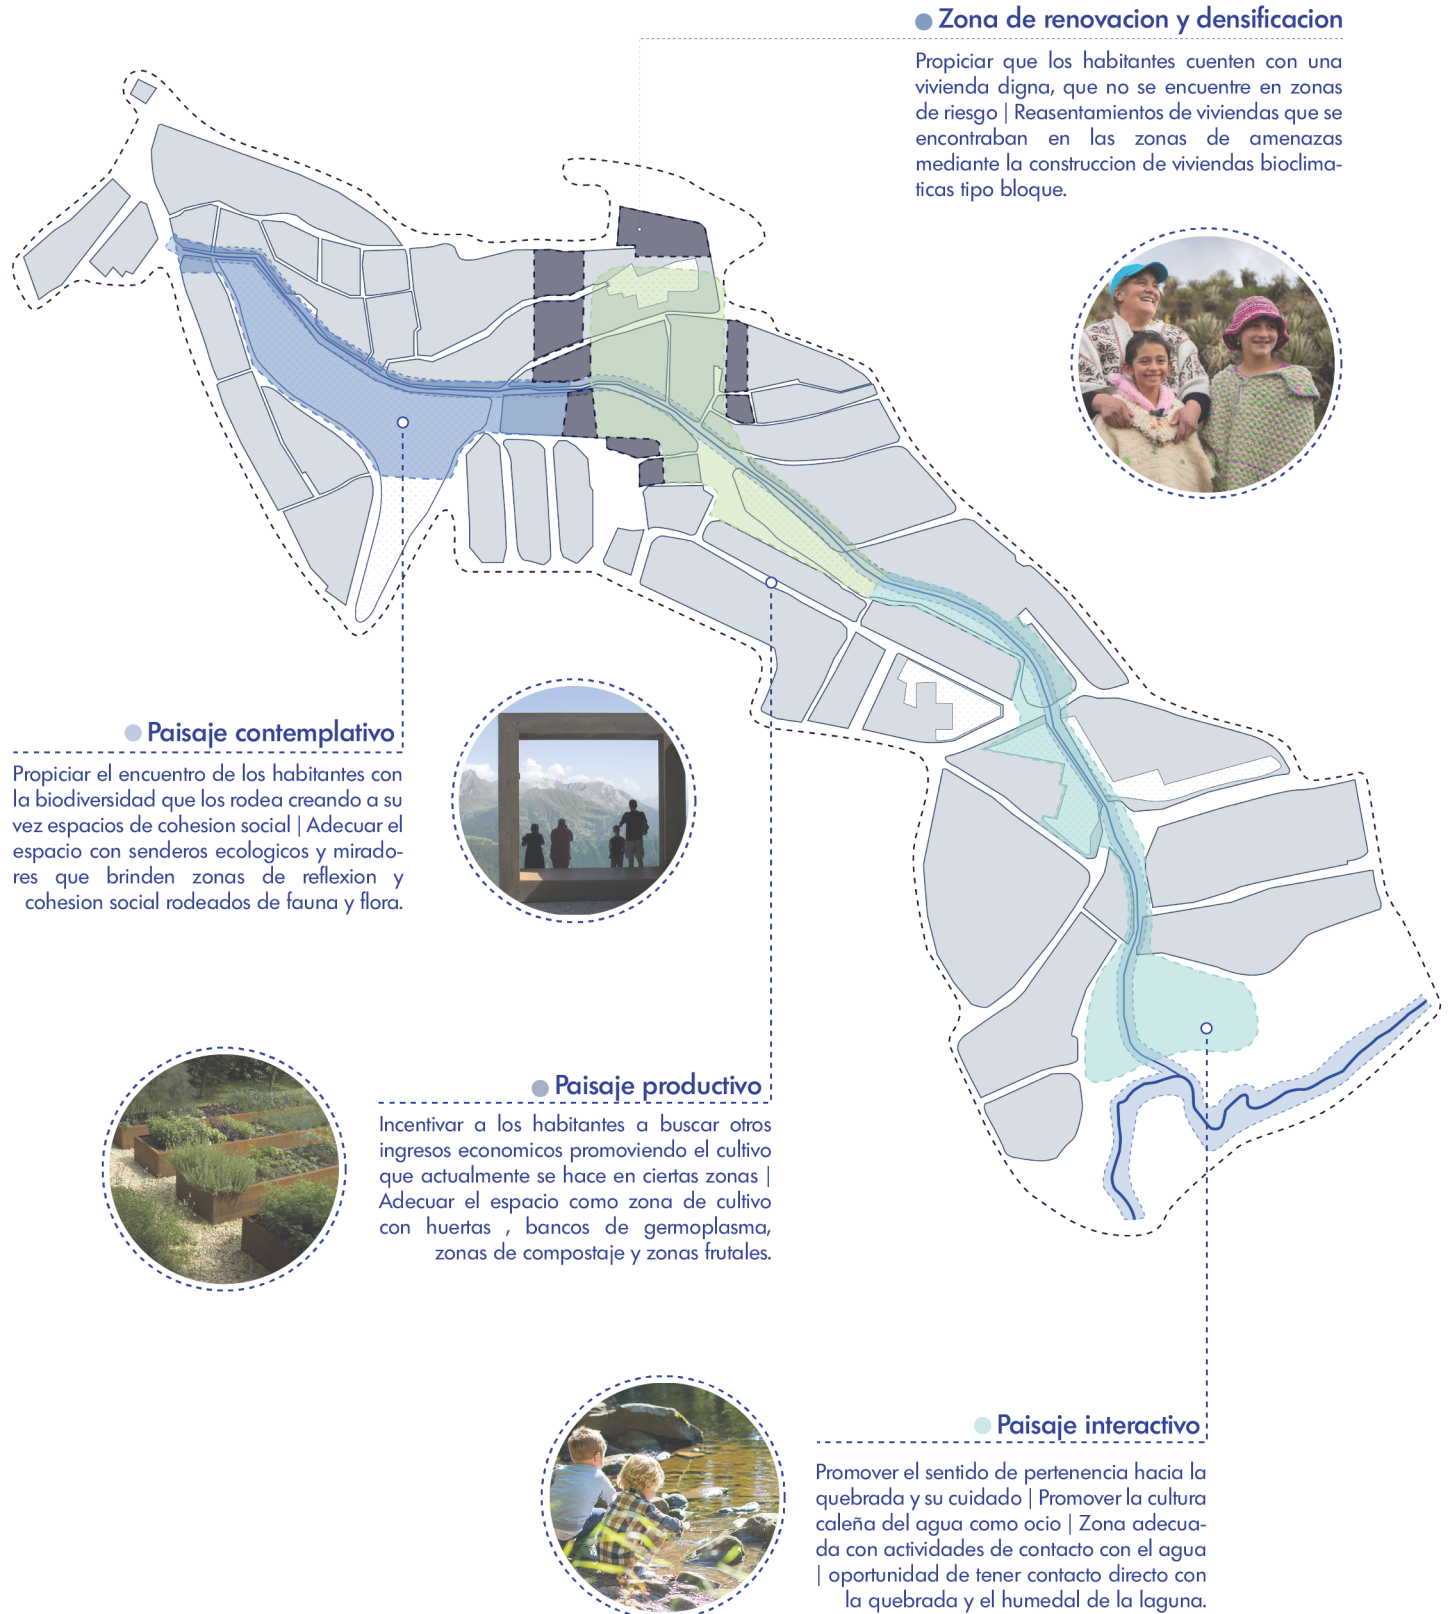 Zona de renovacion y densificacion
Propiciar que los habitantes cuenten con una
vivienda digna, que no se encuentre en zonas
de riesgo | Reasentamientos de viviendas que se
encontraban en las zonas de amenazas
mediante la construccion de viviendas bioclima-
ticas tipo bloque.
Paisaje contemplativo
Propiciar el encuentro de los habitantes con
la biodiversidad que los rodea creando a su
vez espacios de cohesion social | Adecuar el
espacio con senderos ecologicos y mirado-
res que brinden zonas de reflexion y
cohesion social rodeados de fauna y flora.
Paisaje productivo
Incentivar a los habitantes a buscar otros
ingresos economicos promoviendo el cultivo
que actualmente se hace en ciertas zonas |
Adecuar el espacio como zona de cultivo
con huertas , bancos de germoplasma,
zonas de compostaje y zonas frutales.
Paisaje interactivo
Promover el sentido de pertenencia hacia la
quebrada y su cuidado | Promover la cultura
caleña del agua como ocio | Zona adecua-
da con actividades de contacto con el agua
| oportunidad de tener contacto directo con
la quebrada y el humedal de la laguna.